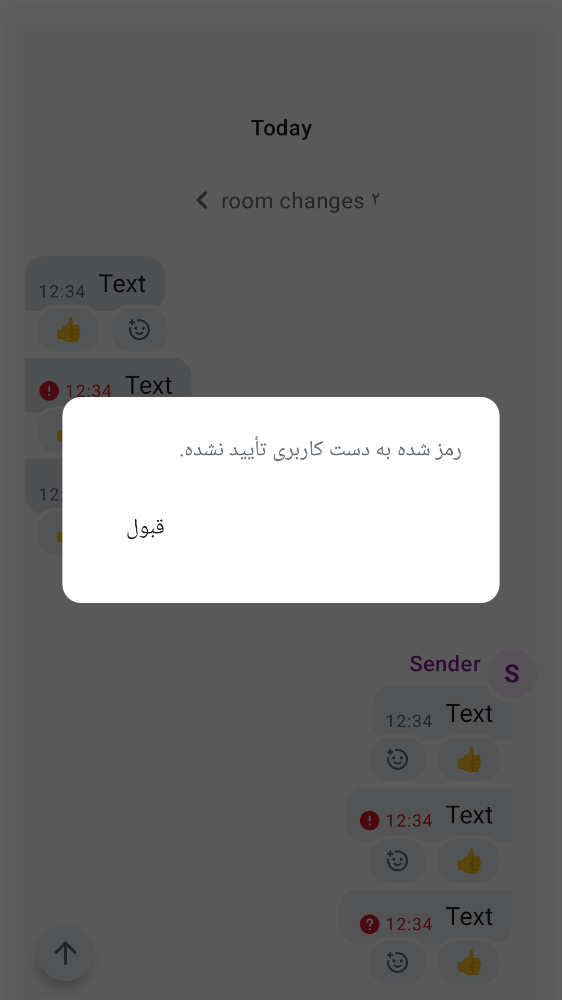 Today
room changes ۲
Text
12:34
👍
12:34 Text
رمز شده به دست کاربری تأیید نشده.
12:
قبول
Sender
S
12:34 Text
👍
12:34 Text
👍
12:34 Text
👍